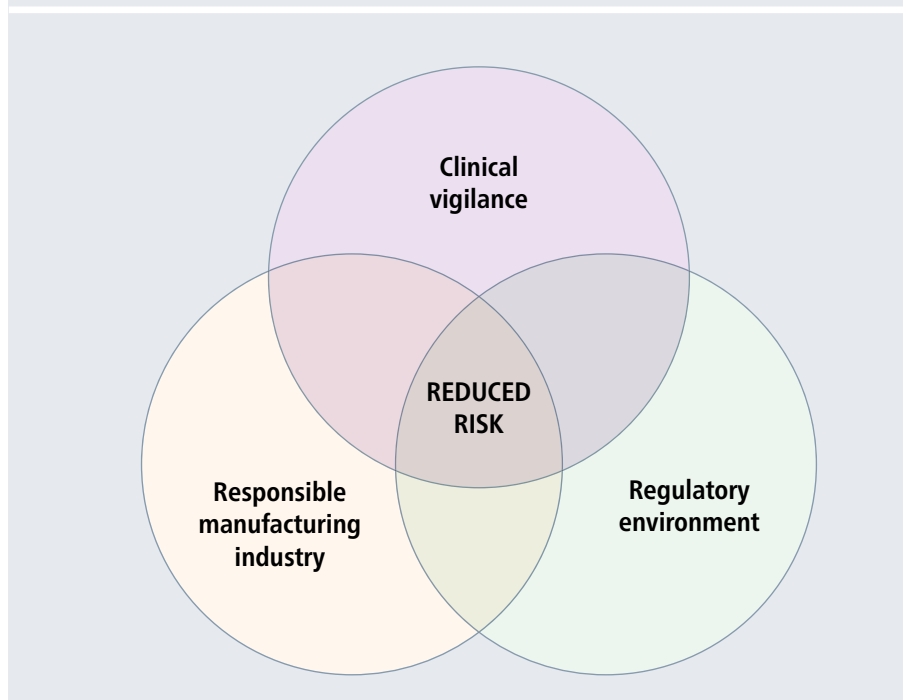 Clinical
vigilance
REDUCED
RISK
Responsible
manufacturing
industry
Regulatory
environment